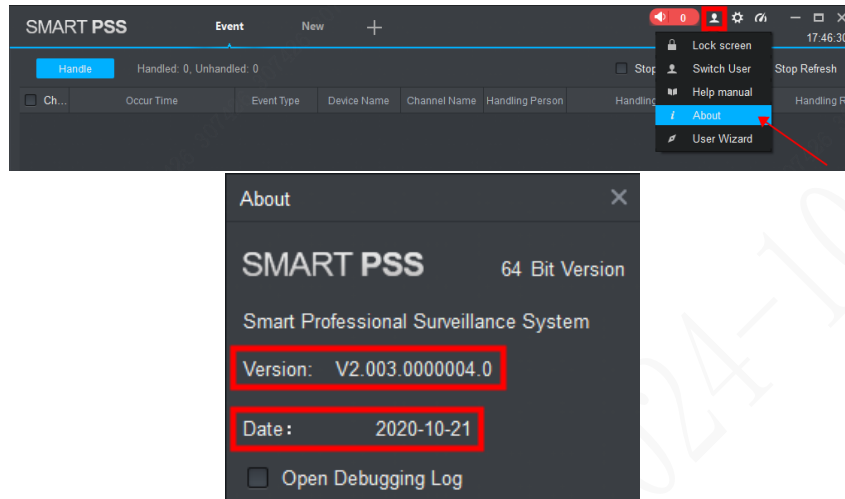 SMART PSS Event New + 0
17:46:30
Handle Handled: 0, Unhandled: 0 Stop Stop Refresh
Ch... Occur Time Event Type Device Name Channel Name Handling Person Handling Handling R
Lock screen
Switch User
Help manual
i About
User Wizard
About
SMART PSS 64 Bit Version
Smart Professional Surveillance System
Version: V2.003.0000004.0
Date: 2020-10-21
Open Debugging Log